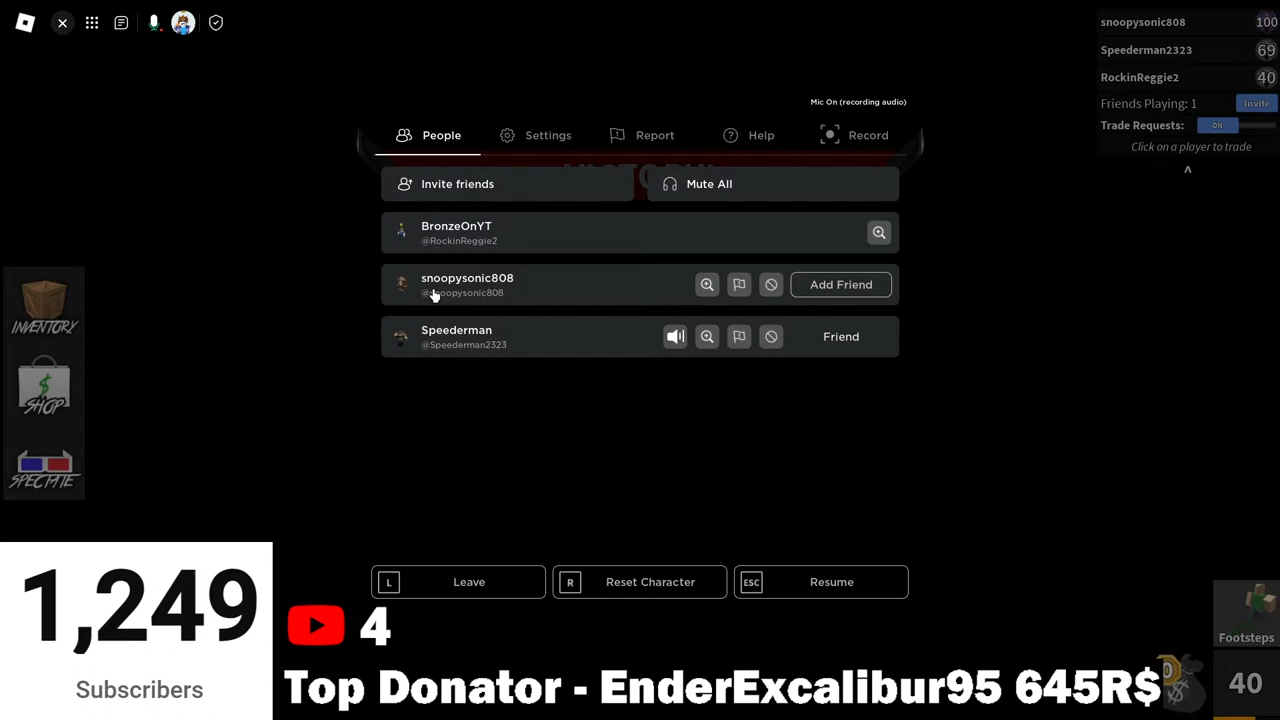 snoopysonic808 100
Speederman2323 69
RockinReggie2 40
Friends Playing: 1 Invite
Trade Requests: ON
Click on a player to trade
Mic On (recording audio)
People Settings Report Help Record
Invite friends Mute All
BronzeOnYT
@RockinReggie2
snoopysonic808
@snoopysonic808
Add Friend
Speederman
@Speederman2323
Friend
INVENTORY
SHOP
SPECTATE
L Leave R Reset Character ESC Resume
1,249
Subscribers
4
Top Donator - EnderExcalibur95 645R$
Footsteps
40